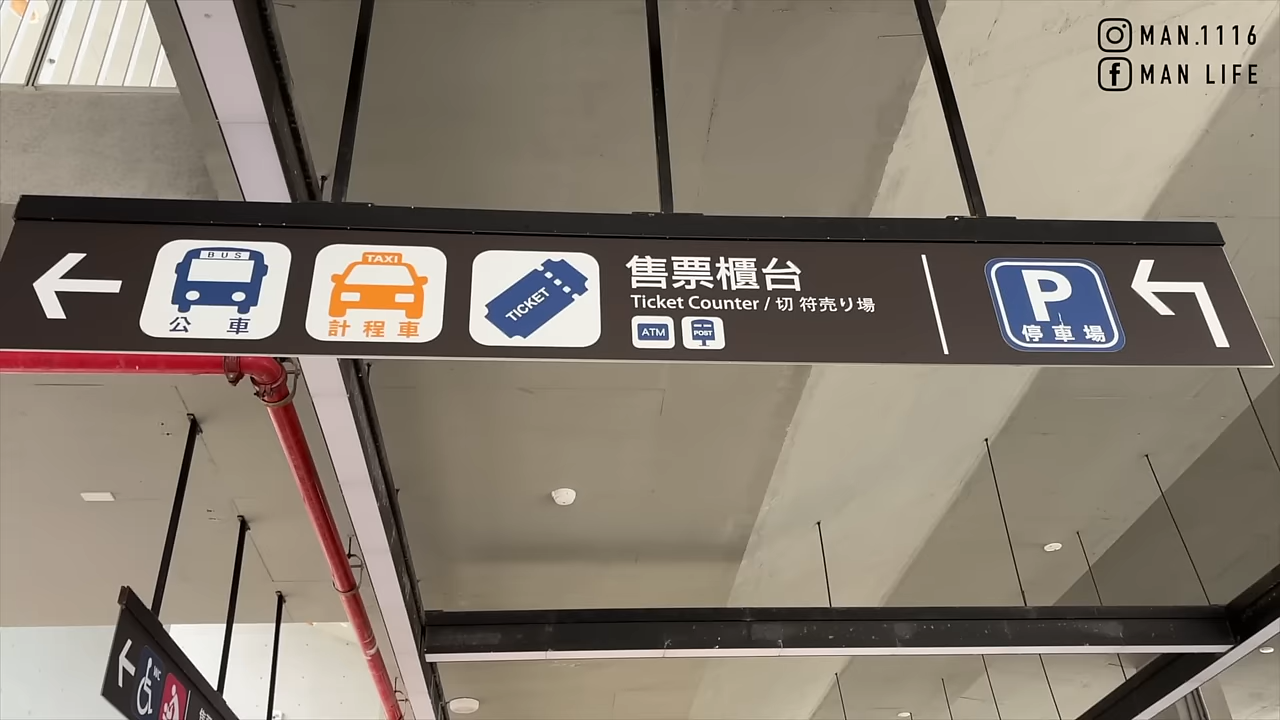 MAN.1116
MAN LIFE
BUS
公 車
TAXI
計 程 車
TICKET
售票櫃台
Ticket Counter / 切 符売り場
ATM
POST
P
停 車 場
WC